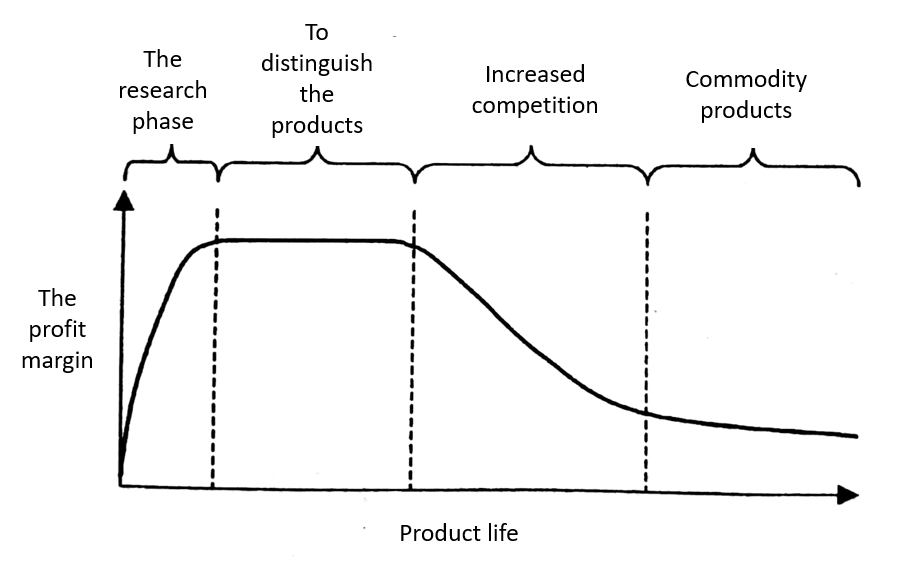 The
research
phase
To
distinguish
the
products
Increased
competition
Commodity
products
The
profit
margin
Product life